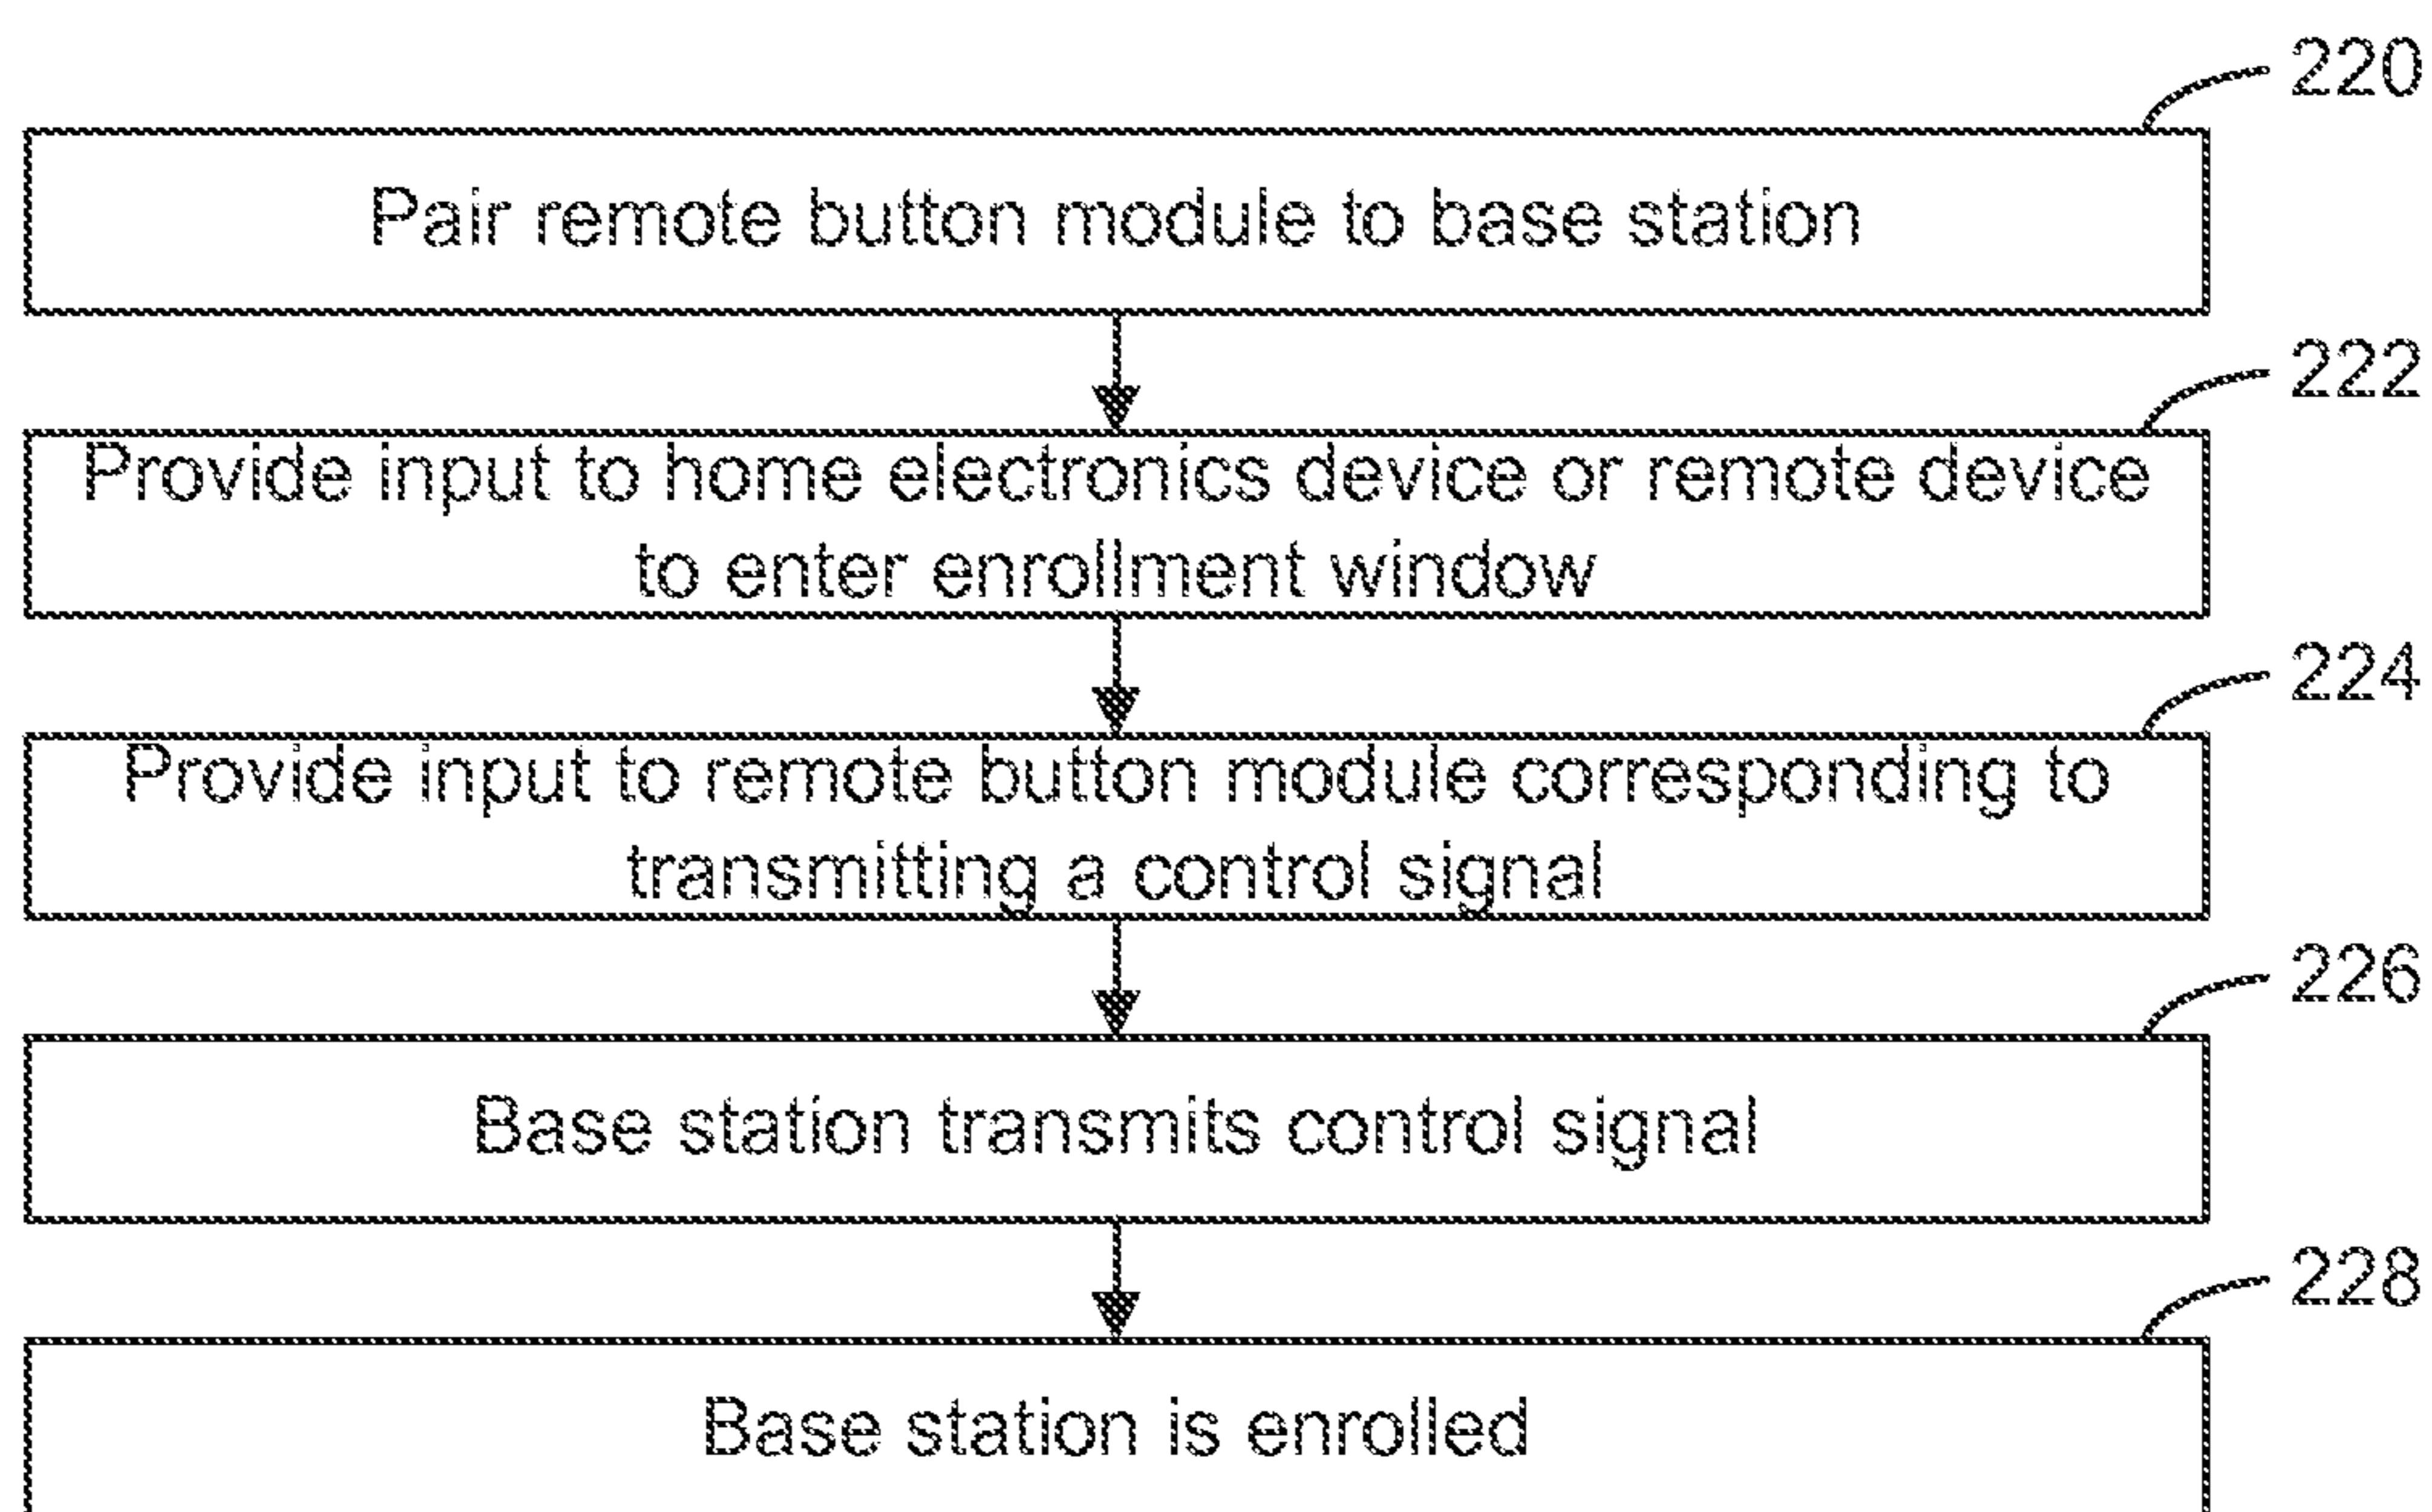 220
Pair remote button module to base station
222
Provide input to home electronics device or remote device
to enter enrollment window
224
Provide input to remote button module corresponding to
transmitting a control signal
226
Base station transmits control signal
228
Base station is enrolled